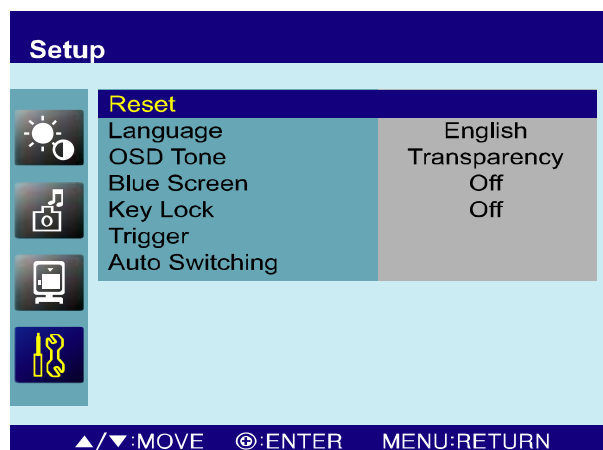 Setup
Reset
Language English
OSD Tone Transparency
Blue Screen Off
Key Lock Off
Trigger
Auto Switching
▲/▼:MOVE ⊕:ENTER MENU:RETURN